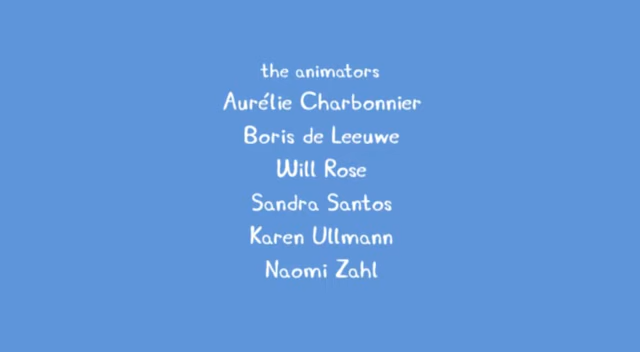 the animators
Aurélie Charbonnier
Boris de Leeuwe
Will Rose
Sandra Santos
Karen Ullmann
Naomi Zahl